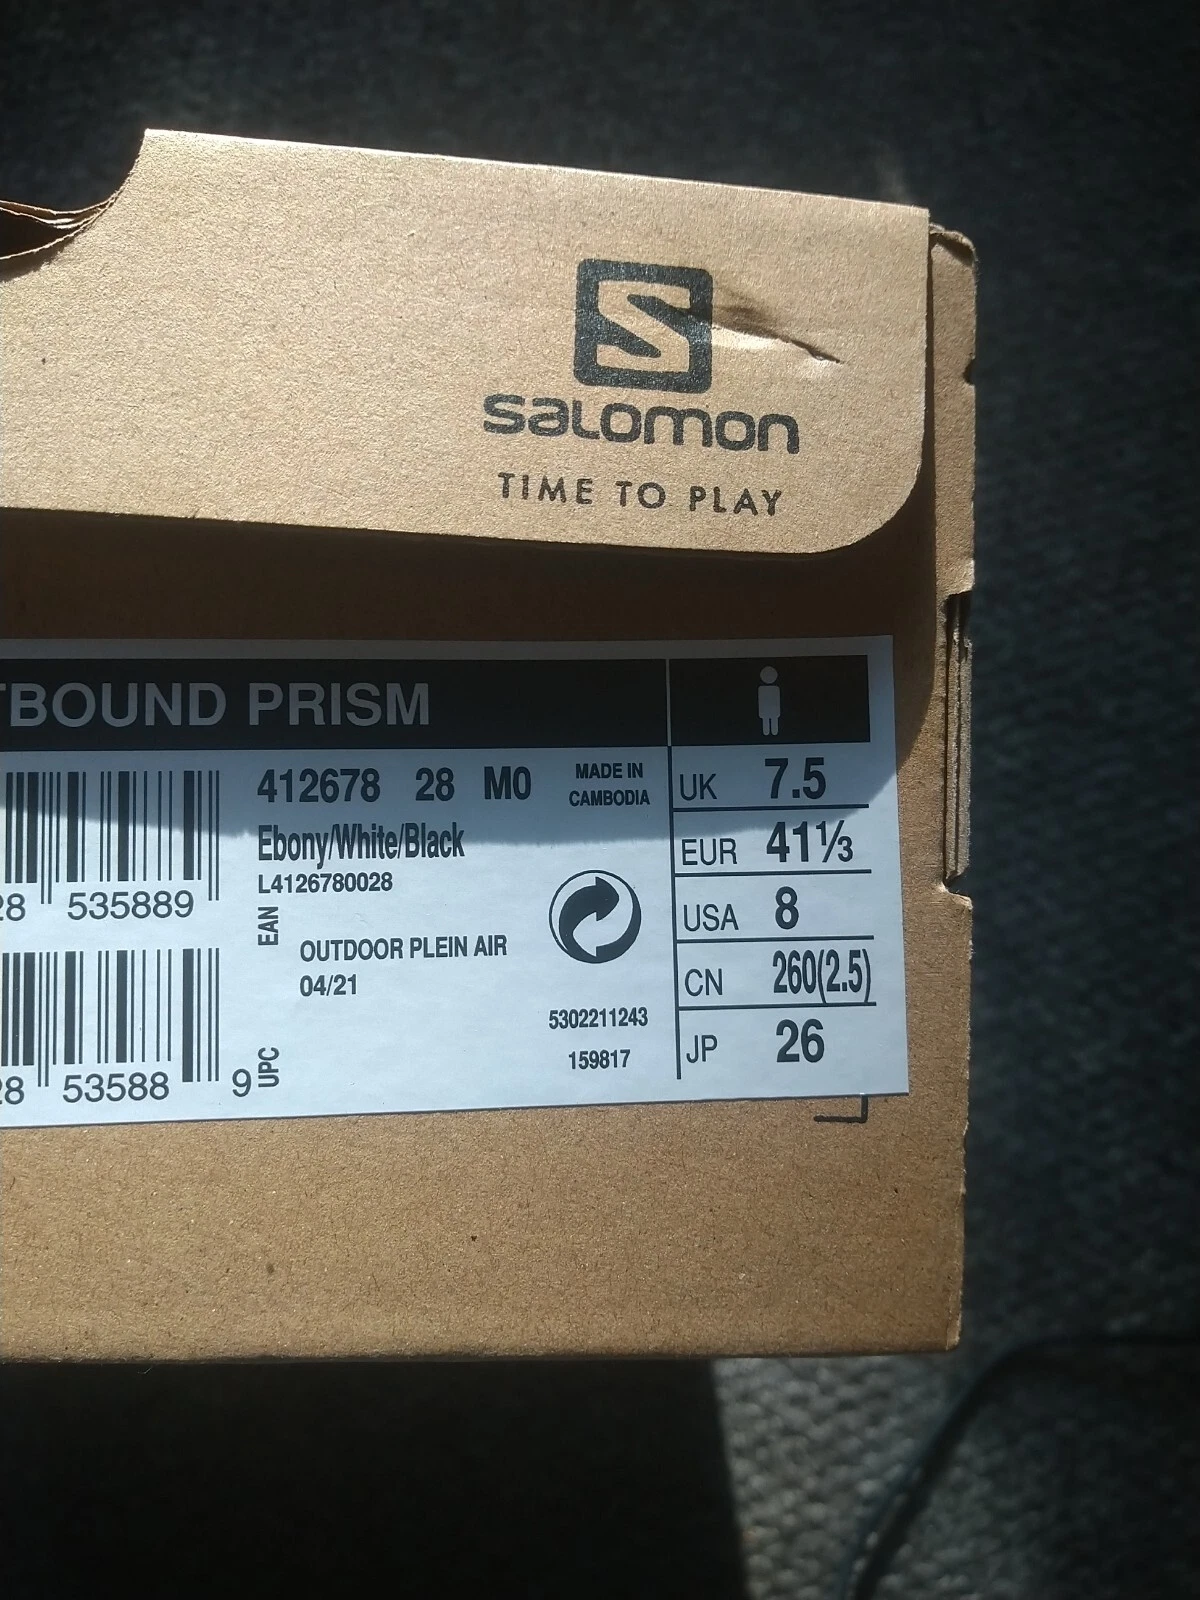 SALOMON
TIME TO PLAY
TBOUND PRISM
412678 28 M0
MADE IN
CAMBODIA
Ebony/White/Black
L4126780028
28 535889
EAN
OUTDOOR PLEIN AIR
04/21
5302211243
159817
28 53588 9
UPC
UK 7.5
EUR 41⅓
USA 8
CN 260(2.5)
JP 26